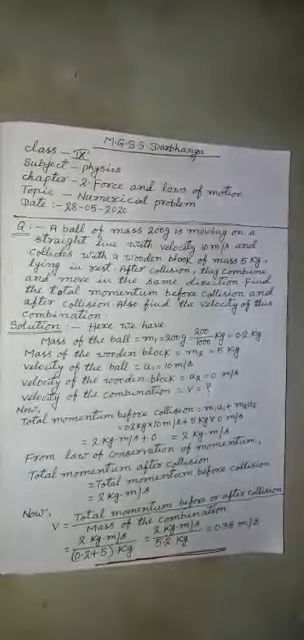 M.G.S.S. Darbhanga
class - IX
Subject - physics
chapter - 2. Force and laws of motion
Topic - Numerical problem
Date :- 28-05-2020
Q:- A ball of mass 200g is moving on a
straight line with velocity 10 m/s and
collides with a wooden block of mass 5 kg,
lying in rest. After collision, they combine
and move in the same direction. Find
the total momentum before collision and
after collision. Also find the velocity of this
combination.
Solution :- Here we have
Mass of the ball = m₁ = 200g = 200/1000 kg = 0.2 kg
Mass of the wooden block = m₂ = 5 kg
Velocity of the ball = u₁ = 10 m/s
velocity of the wooden block = u₂ = 0 m/s
velocity of the combination = v = ?
Now,
Total momentum before collision = m₁u₁ + m₂u₂
= 0.2 kg × 10 m/s + 5 kg × 0 m/s
= 2 kg.m/s + 0 = 2 kg.m/s
From law of conservation of momentum,
Total momentum after collision
= Total momentum before collision
= 2 kg.m/s
Now,
V = Total momentum before or after collision
Mass of the combination
= 2 kg.m/s / (0.2+5) kg = 2 kg.m/s / 5.2 kg = 0.38 m/s